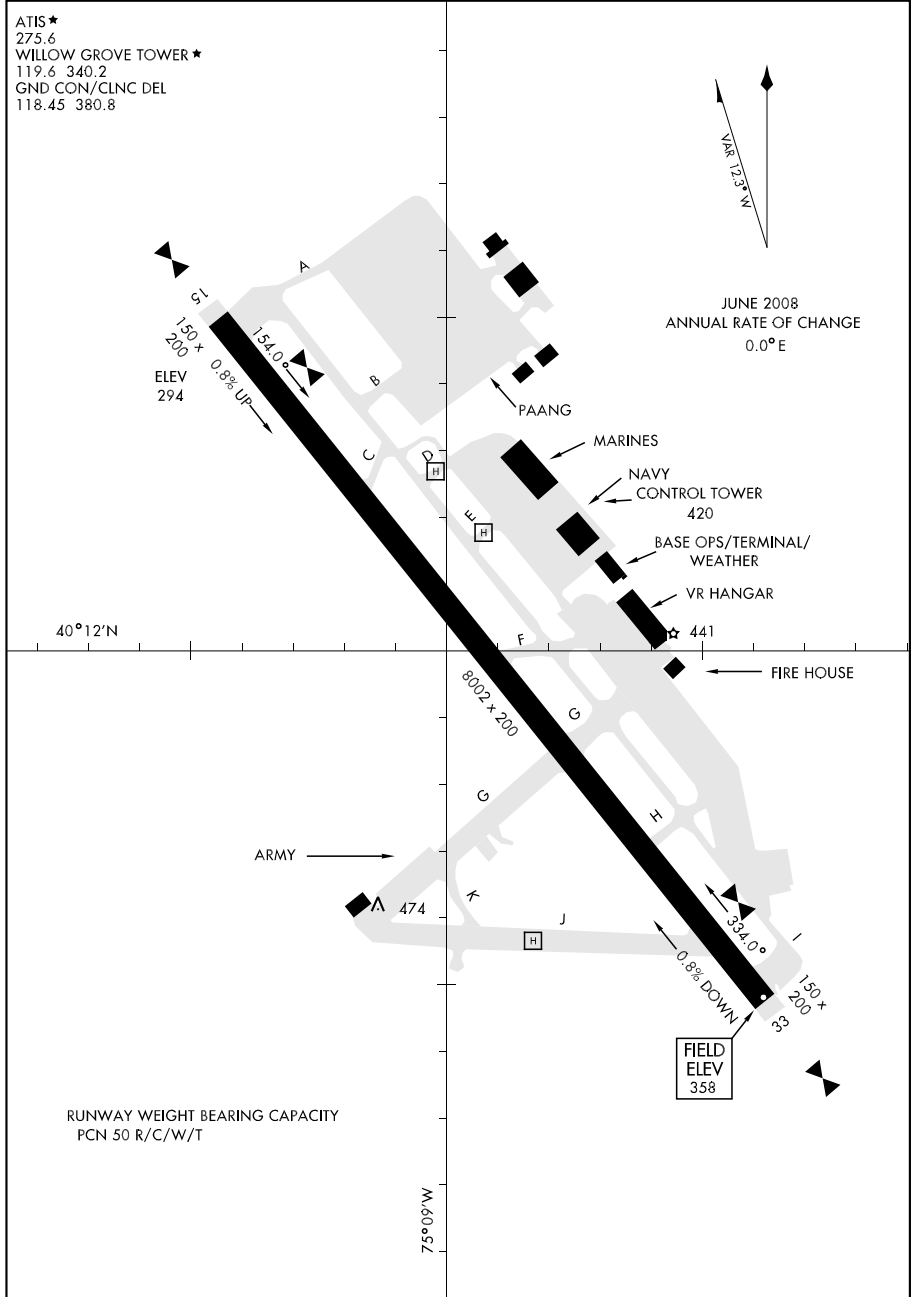 ATIS★
275.6
WILLOW GROVE TOWER★
119.6 340.2
GND CON/CLNC DEL
118.45 380.8
VAR 12.3° W
JUNE 2008
ANNUAL RATE OF CHANGE
0.0° E
A
15
150 x
200
154.0°
ELEV
294
0.8% UP
B
PAANG
C
D
H
MARINES
NAVY
CONTROL TOWER
420
E
H
BASE OPS/TERMINAL/
WEATHER
VR HANGAR
40°12'N
F
441
FIRE HOUSE
8002 x 200
G
G
H
ARMY
474
K
J
H
334.0°
I
0.8% DOWN
150 x
200
33
FIELD
ELEV
358
RUNWAY WEIGHT BEARING CAPACITY
PCN 50 R/C/W/T
75°09'W